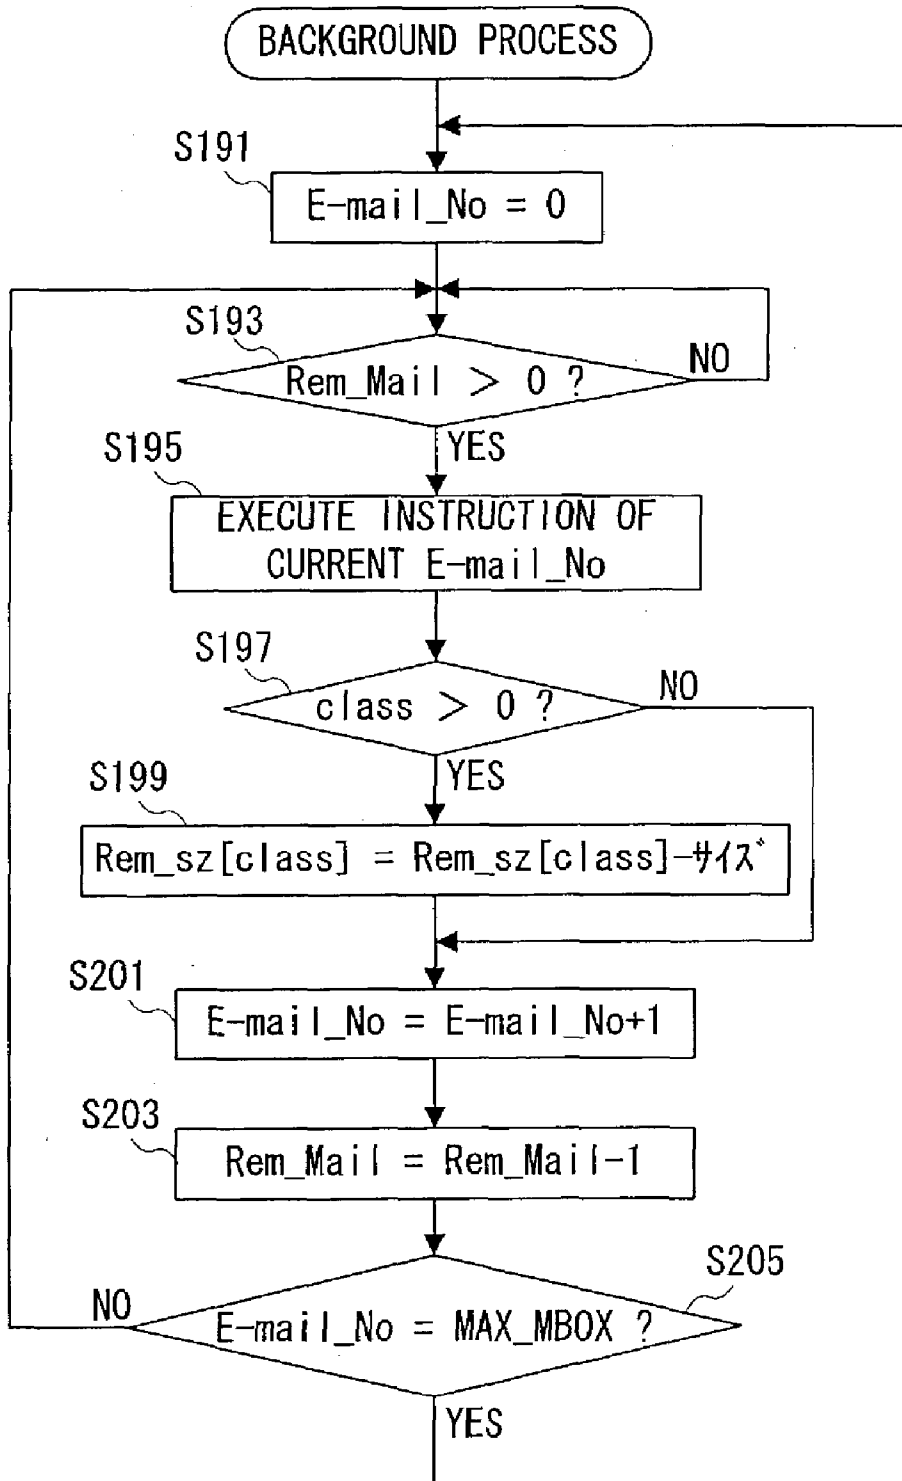 BACKGROUND PROCESS
S191
E-mail_No = 0
S193
Rem_Mail > 0 ?
NO
YES
S195
EXECUTE INSTRUCTION OF
CURRENT E-mail_No
S197
class > 0 ?
NO
YES
S199
Rem_sz[class] = Rem_sz[class]-サイズ
S201
E-mail_No = E-mail_No+1
S203
Rem_Mail = Rem_Mail-1
S205
NO
E-mail_No = MAX_MBOX ?
YES